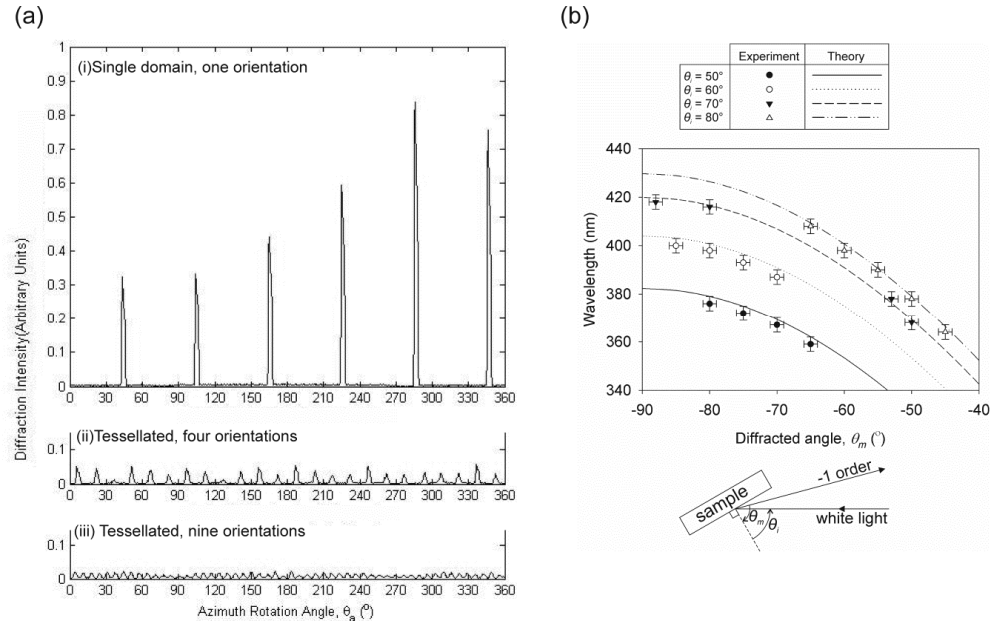 (a)
(i)Single domain, one orientation
Diffraction Intensity(Arbitrary Units)
1
0.9
0.8
0.7
0.6
0.5
0.4
0.3
0.2
0.1
0
0 30 60 90 120 150 180 210 240 270 300 330 360
(ii)Tessellated, four orientations
0.1
0
0 30 60 90 120 150 180 210 240 270 300 330 360
(iii) Tessellated, nine orientations
0.1
0
0 30 60 90 120 150 180 210 240 270 300 330 360
Azimuth Rotation Angle, θa (°)
(b)
Experiment Theory
θi = 50°
θi = 60°
θi = 70°
θi = 80°
Wavelength (nm)
440
420
400
380
360
340
-90 -80 -70 -60 -50 -40
Diffracted angle, θm (°)
sample
-1 order
white light
θm
θi